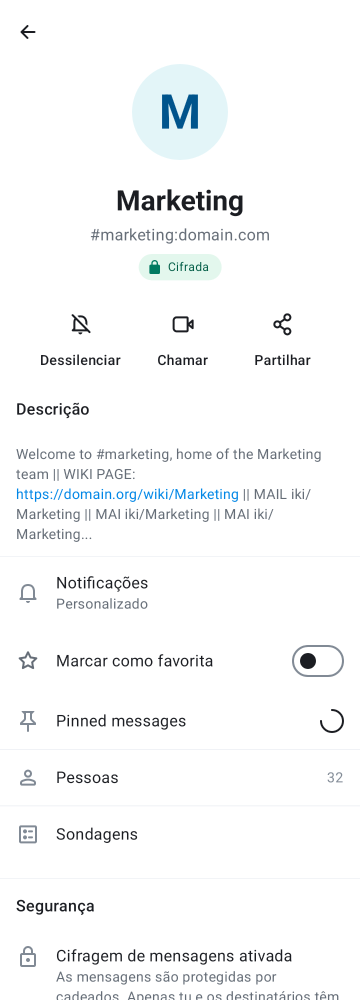 M
Marketing
#marketing:domain.com
Cifrada
Dessilenciar Chamar Partilhar
Descrição
Welcome to #marketing, home of the Marketing
team || WIKI PAGE:
https://domain.org/wiki/Marketing || MAIL iki/
Marketing || MAI iki/Marketing || MAI iki/
Marketing...
Notificações
Personalizado
Marcar como favorita
Pinned messages
Pessoas 32
Sondagens
Segurança
Cifragem de mensagens ativada
As mensagens são protegidas por
cadeados. Apenas tu e os destinatários têm